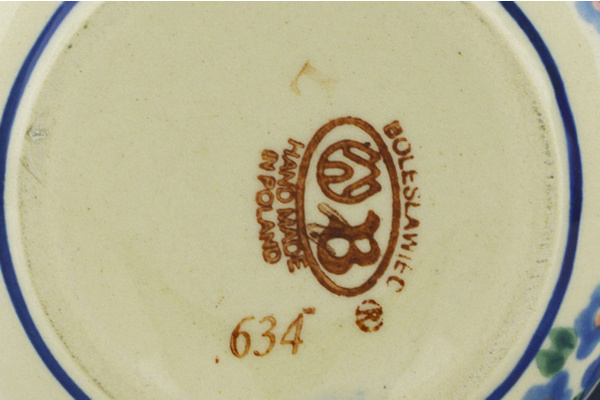 BOLESLAWIEC
W
B
HAND MADE
IN POLAND
R
634